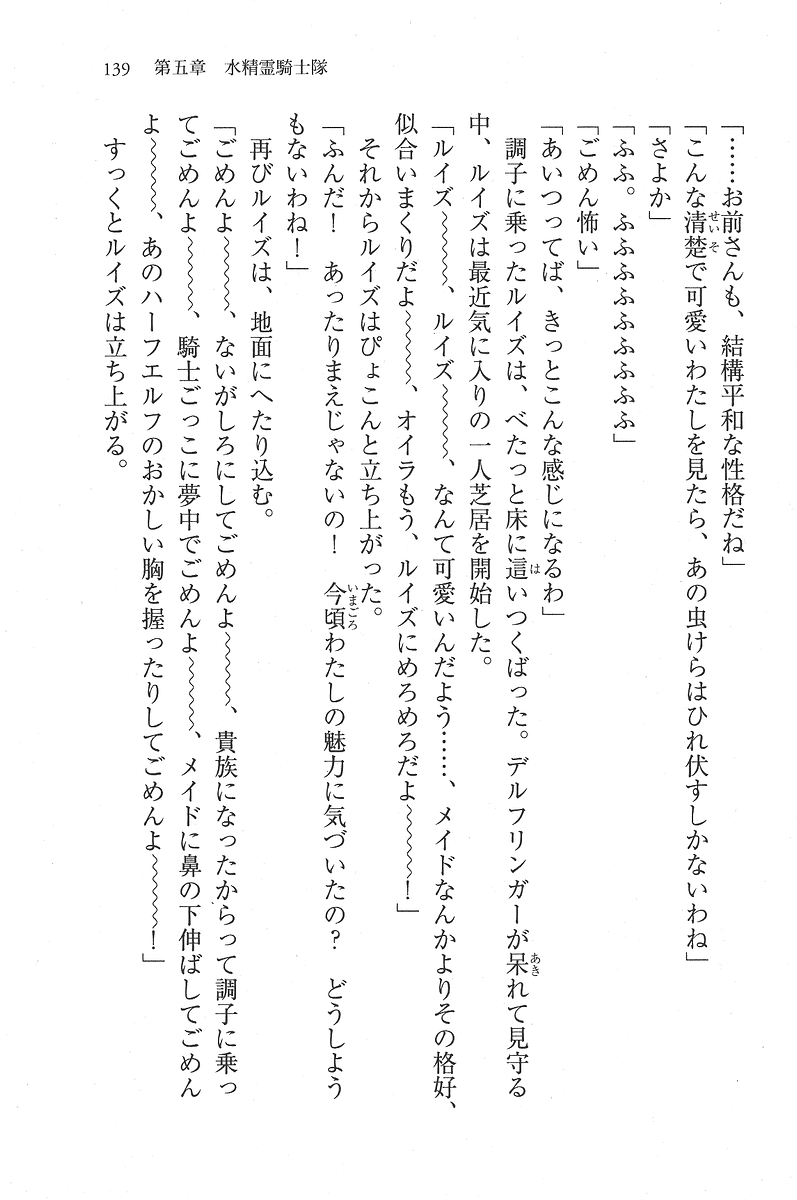 139　第五章　水精霊騎士隊
「……お前さんも、結構平和な性格だね」
「こんな清楚で可愛いわたしを見たら、あの虫けらはひれ伏すしかないわね」
「さよか」
「ふふ。ふふふふふふふふふ」
「ごめん怖い」
「あいつってば、きっとこんな感じになるわ」
　調子に乗ったルイズは、べたっと床に這いつくばった。デルフリンガーが呆れて見守る
中、ルイズは最近気に入りの一人芝居を開始した。
「ルイズ～～～～、ルイズ～～～～、なんて可愛いんだよう……、メイドなんかよりその格好、
似合いまくりだよ～～～～、オイラもう、ルイズにめろめろだよ～～～～！」
　それからルイズはぴょこんと立ち上がった。
「ふんだ！　あったりまえじゃないの！　今頃わたしの魅力に気づいたの？　どうしよう
もないわね！」
　再びルイズは、地面にへたり込む。
「ごめんよ～～～～、ないがしろにしてごめんよ～～～～、貴族になったからって調子に乗っ
てごめんよ～～～～、騎士ごっこに夢中でごめんよ～～～～、メイドに鼻の下伸ばしてごめん
よ～～～～、あのハーフエルフのおかしい胸を握ったりしてごめんよ～～～～！」
　すっくとルイズは立ち上がる。